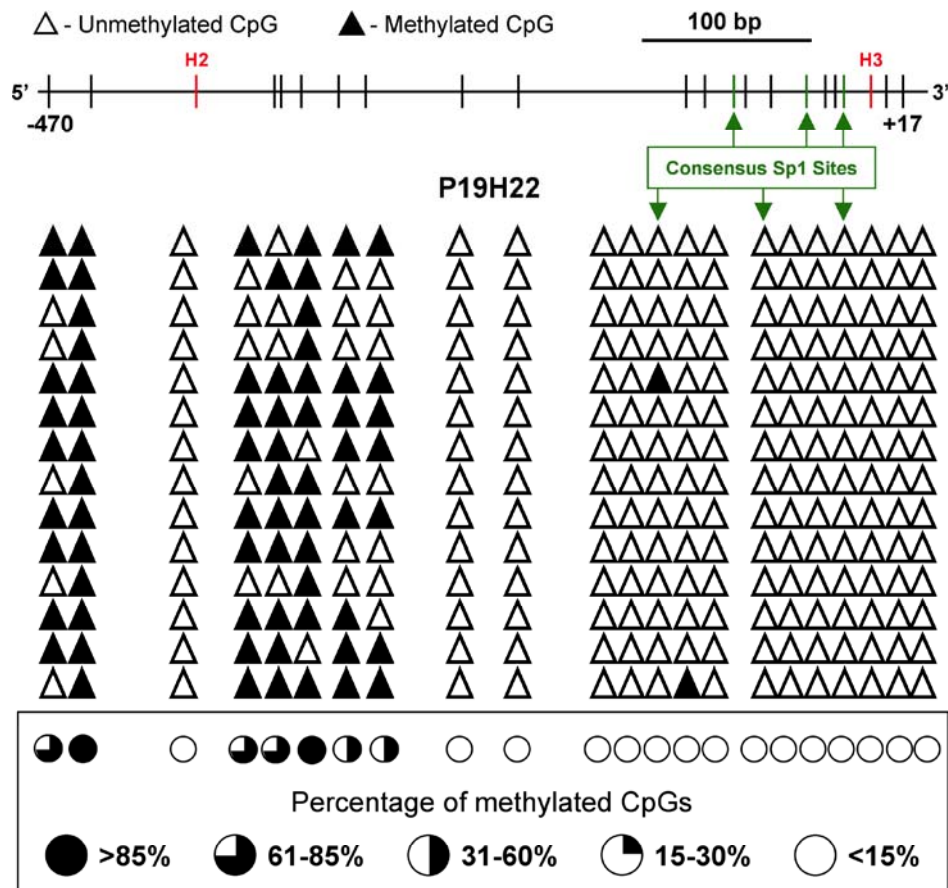 - Unmethylated CpG
- Methylated CpG
100 bp
H2
H3
5'
3'
-470
+17
Consensus Sp1 Sites
P19H22
Percentage of methylated CpGs
>85%
61-85%
31-60%
15-30%
<15%